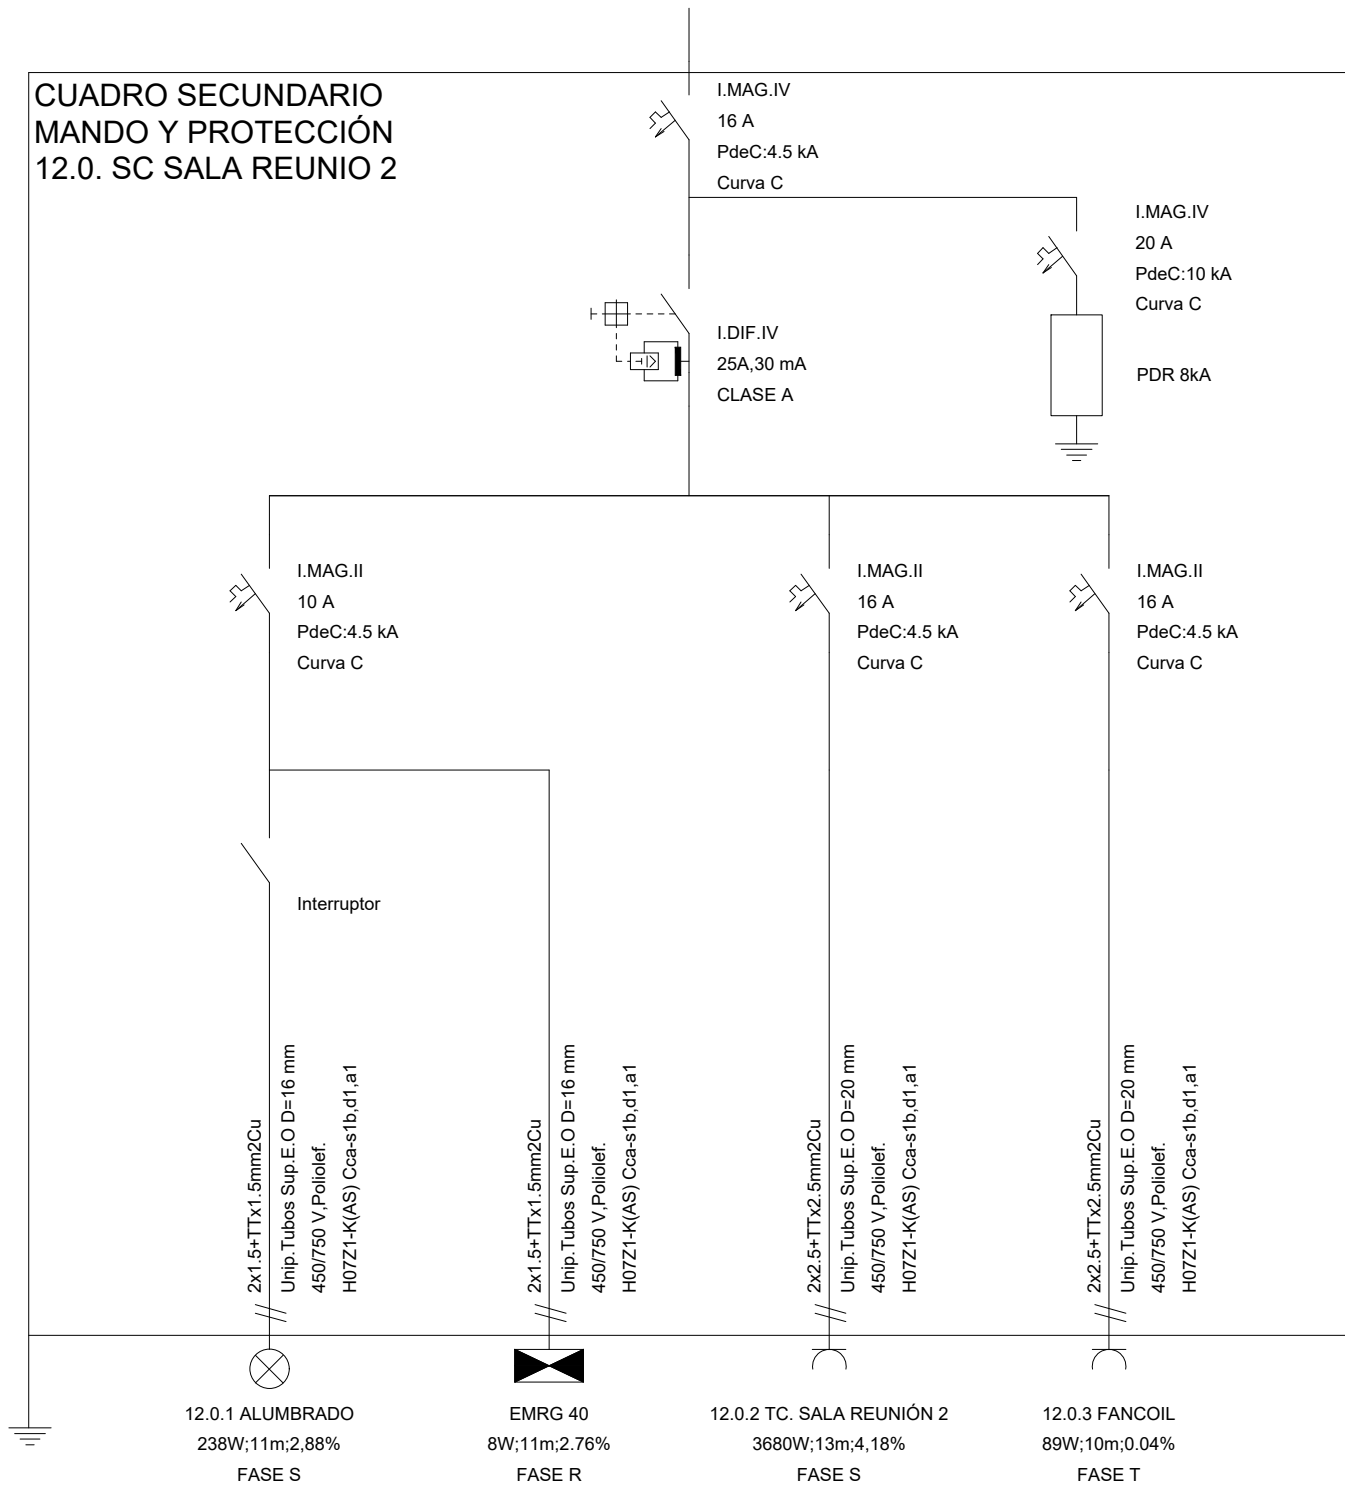 CUADRO SECUNDARIO
MANDO Y PROTECCIÓN
12.0. SC SALA REUNIO 2
I.MAG.IV
16 A
PdeC:4.5 kA
Curva C
I.MAG.IV
20 A
PdeC:10 kA
Curva C
I.DIF.IV
25A,30 mA
CLASE A
PDR 8kA
I.MAG.II
10 A
PdeC:4.5 kA
Curva C
I.MAG.II
16 A
PdeC:4.5 kA
Curva C
I.MAG.II
16 A
PdeC:4.5 kA
Curva C
Interruptor
2x1.5+TTx1.5mm2Cu
Unip.Tubos Sup.E.O D=16 mm
450/750 V,Poliolef.
H07Z1-K(AS) Cca-s1b,d1,a1
2x1.5+TTx1.5mm2Cu
Unip.Tubos Sup.E.O D=16 mm
450/750 V,Poliolef.
H07Z1-K(AS) Cca-s1b,d1,a1
2x2.5+TTx2.5mm2Cu
Unip.Tubos Sup.E.O D=20 mm
450/750 V,Poliolef.
H07Z1-K(AS) Cca-s1b,d1,a1
2x2.5+TTx2.5mm2Cu
Unip.Tubos Sup.E.O D=20 mm
450/750 V,Poliolef.
H07Z1-K(AS) Cca-s1b,d1,a1
12.0.1 ALUMBRADO
238W;11m;2,88%
FASE S
EMRG 40
8W;11m;2.76%
FASE R
12.0.2 TC. SALA REUNIÓN 2
3680W;13m;4,18%
FASE S
12.0.3 FANCOIL
89W;10m;0.04%
FASE T